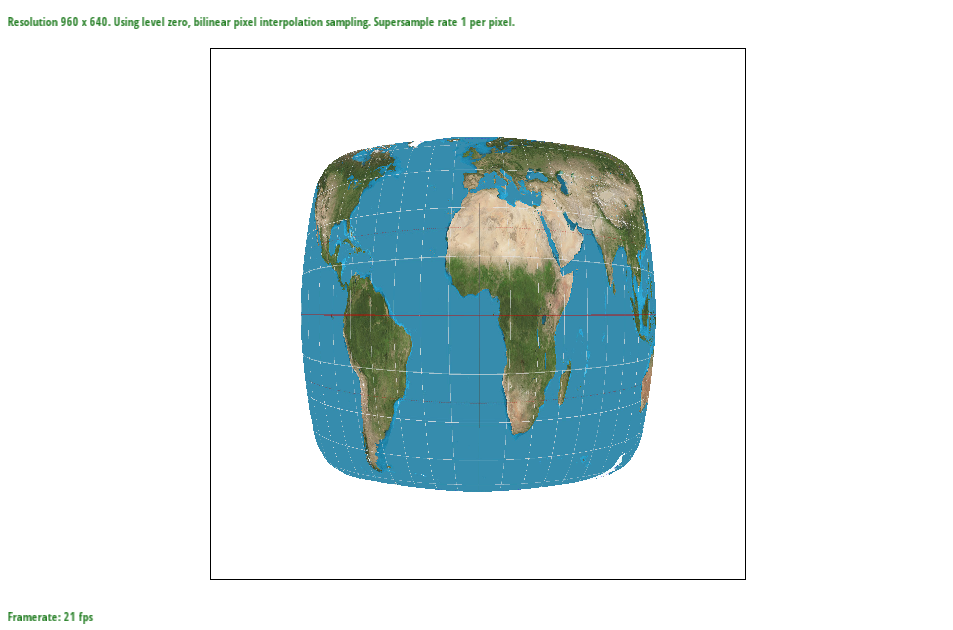 Resolution 960 x 640. Using level zero, bilinear pixel interpolation sampling. Supersample rate 1 per pixel.
Framerate: 21 fps